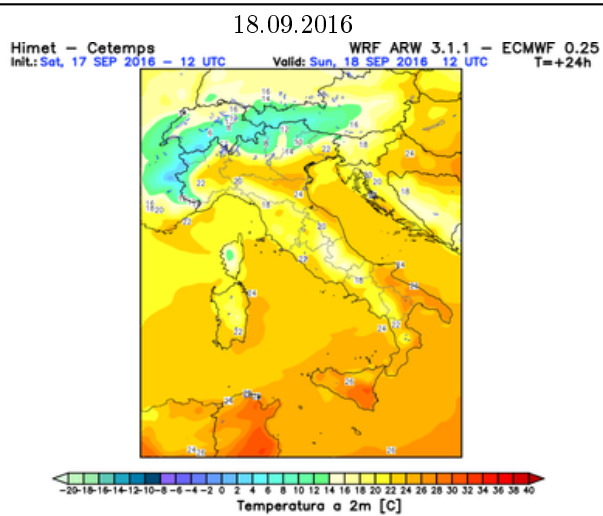 18.09.2016
Himet – Cetemps WRF ARW 3.1.1 – ECMWF 0.25
Init.: Sat, 17 SEP 2016 – 12 UTC Valid: Sun, 18 SEP 2016 12 UTC T=+24h
-20-18-16-14-12-10-8 -6 -4 -2 0 2 4 6 8 10 12 14 16 18 20 22 24 26 28 30 32 34 36 38 40
Temperatura a 2m [C]